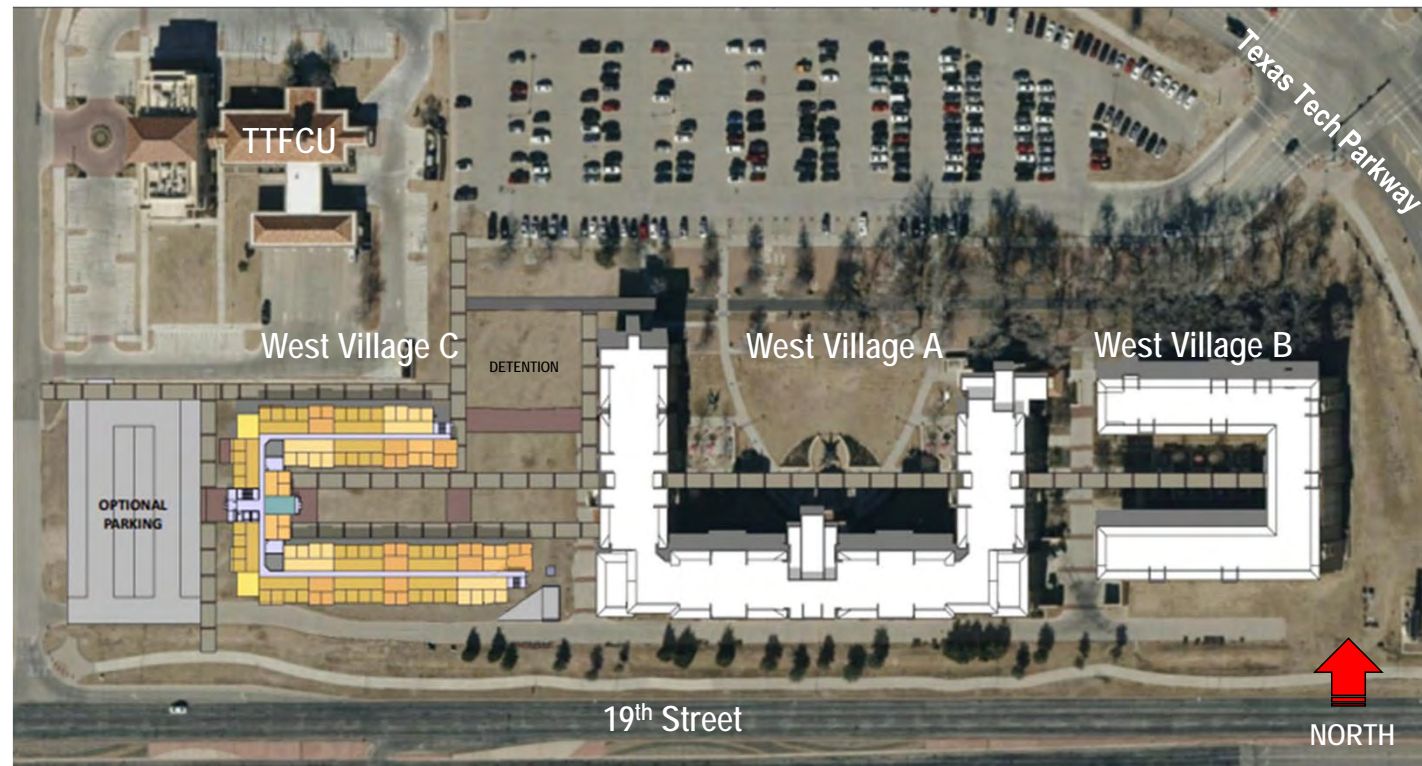 Texas Tech Parkway
TTFCU
West Village C
West Village A
West Village B
DETENTION
OPTIONAL
PARKING
19th Street
NORTH